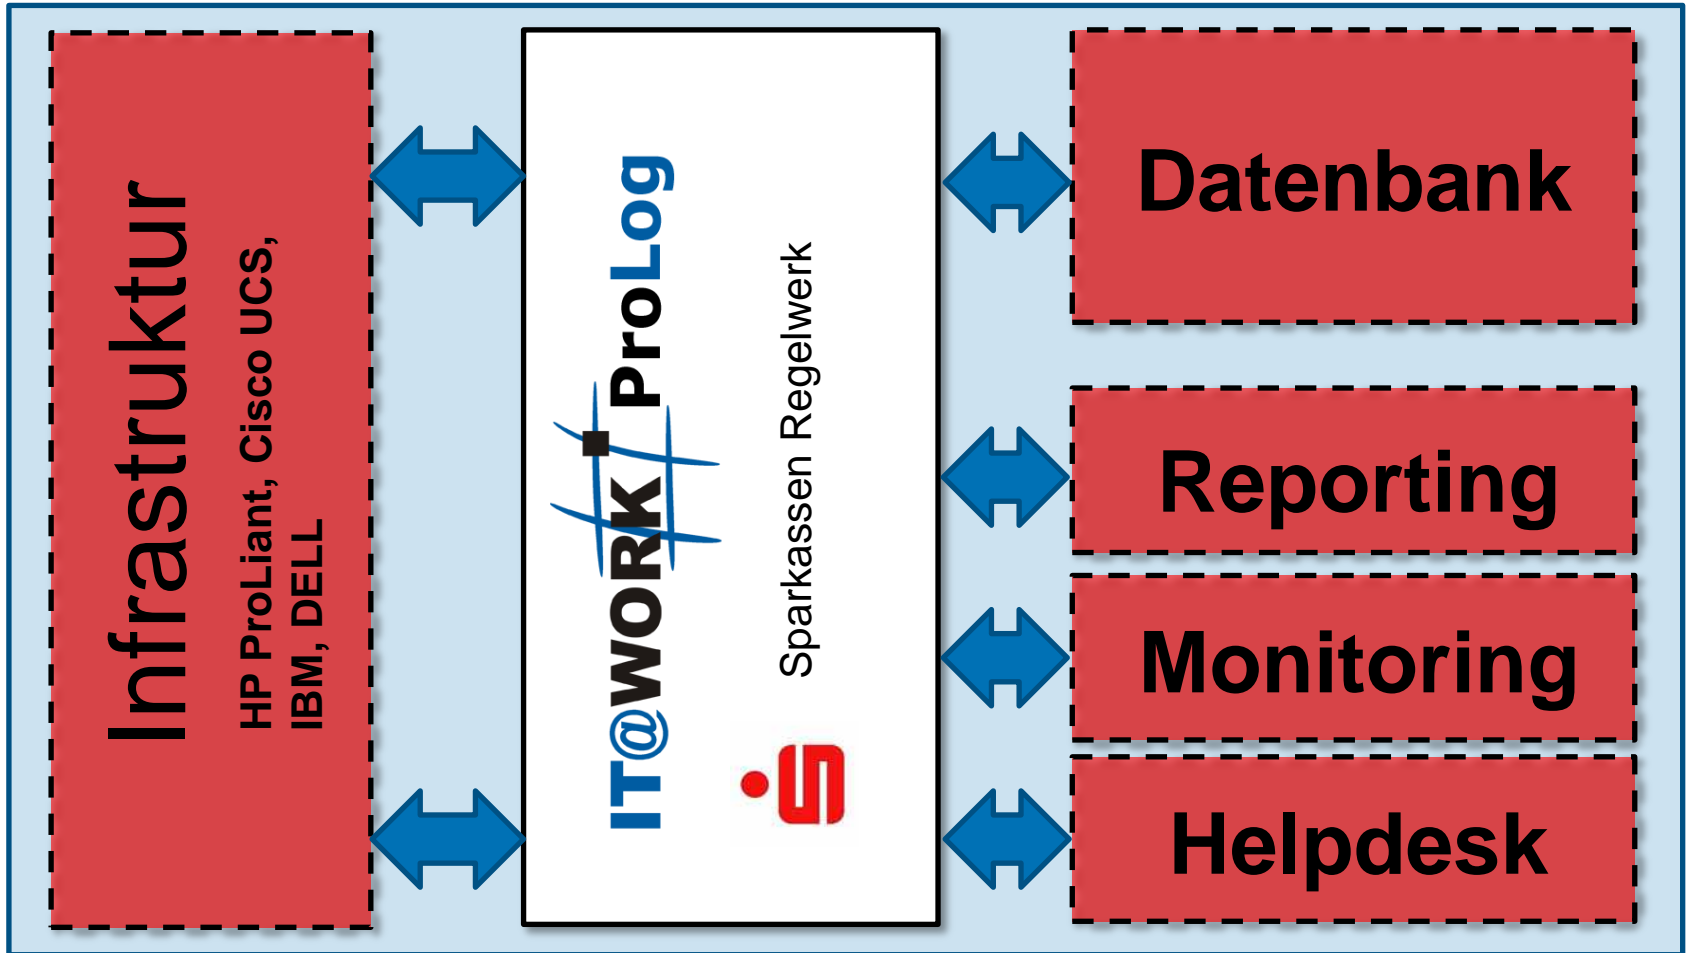 Infrastruktur
HP ProLiant, Cisco UCS,
IBM, DELL
IT@WORK ProLog
Sparkassen Regelwerk
Datenbank
Reporting
Monitoring
Helpdesk